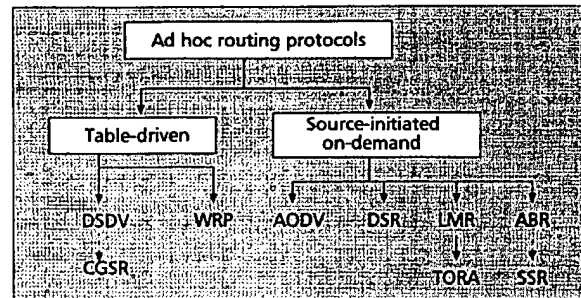 Ad hoc routing protocols
Table-driven
Source-initiated
on-demand
DSDV WRP AODV DSR LMR ABR
CGSR TORA SSR